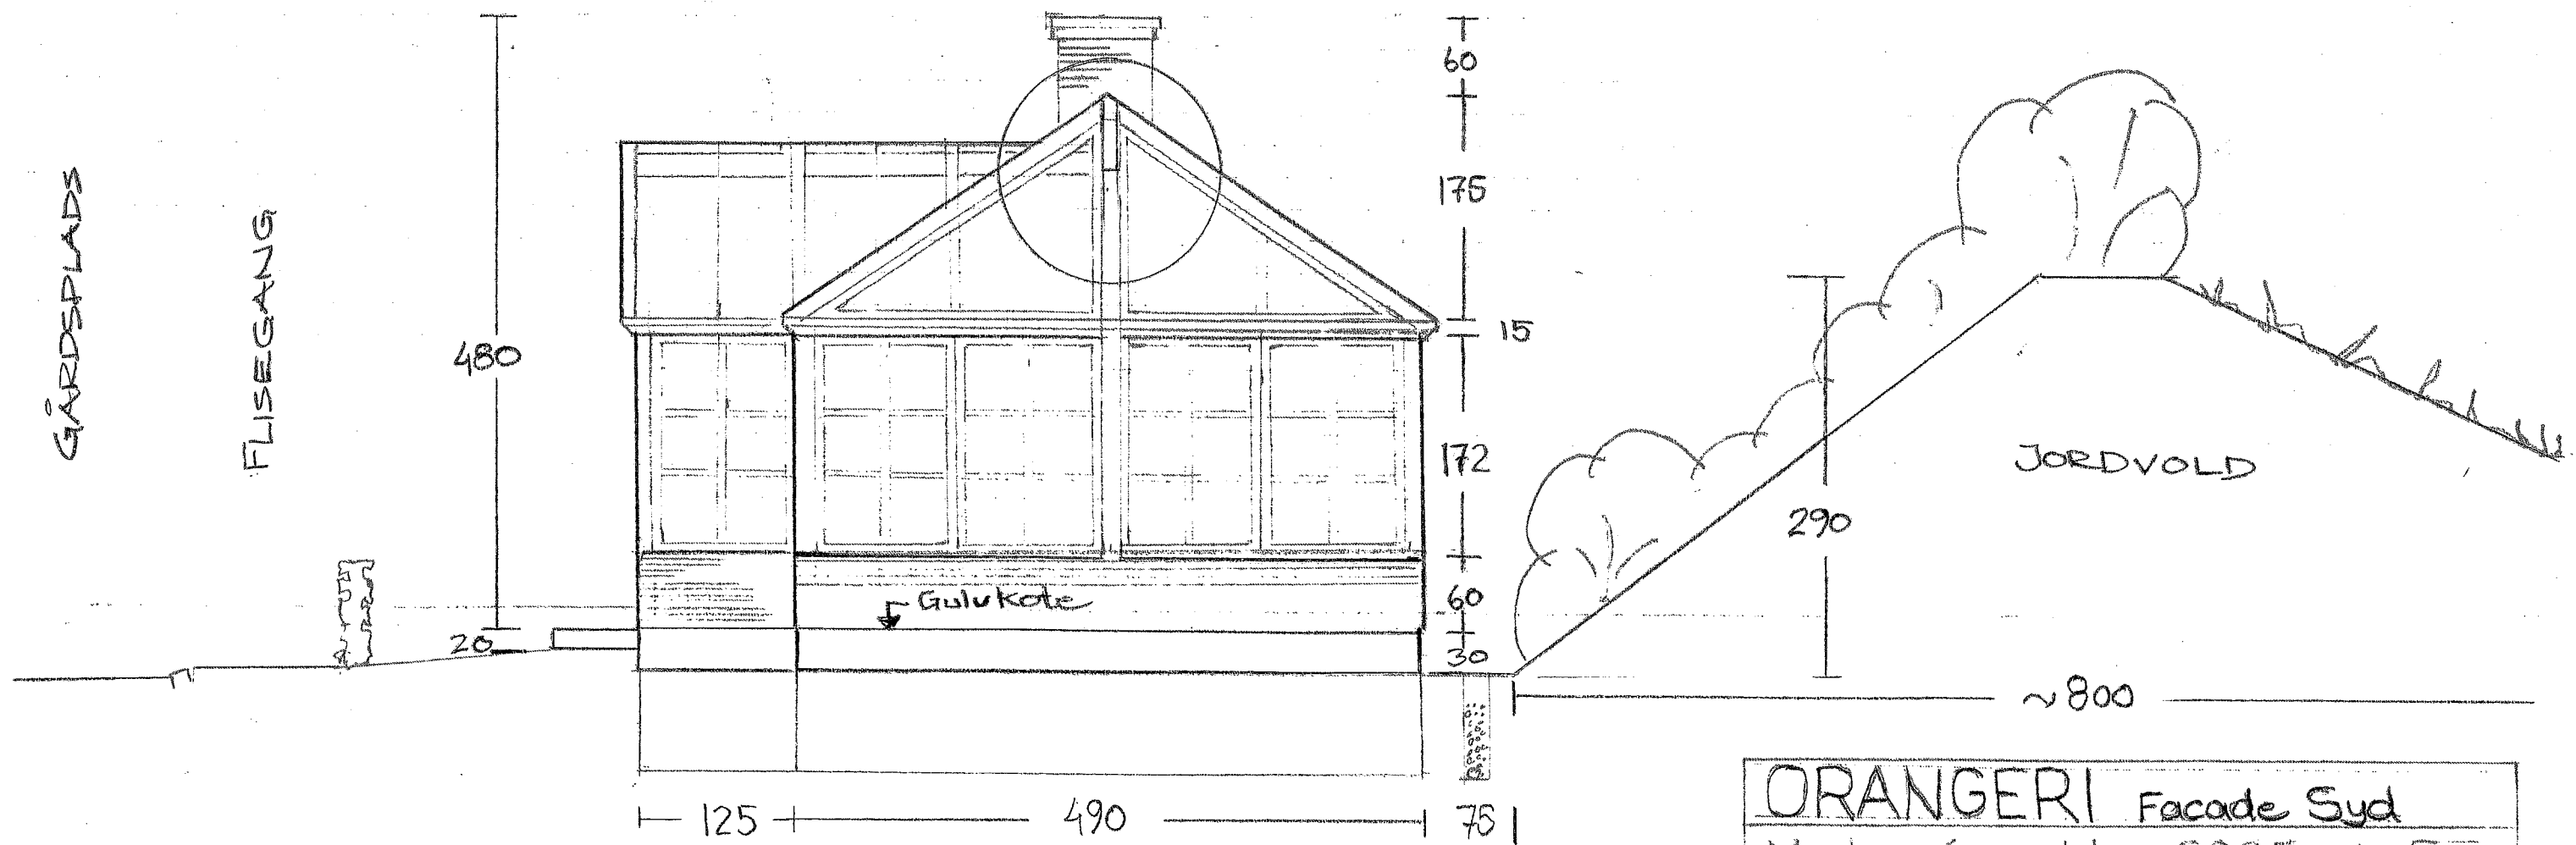 GÅRDSPLADS
FLISEGANG
480
20
60
175
15
172
60
30
Gulvkote
290
JORDVOLD
~800
125
490
75
ORANGERI Facade Syd